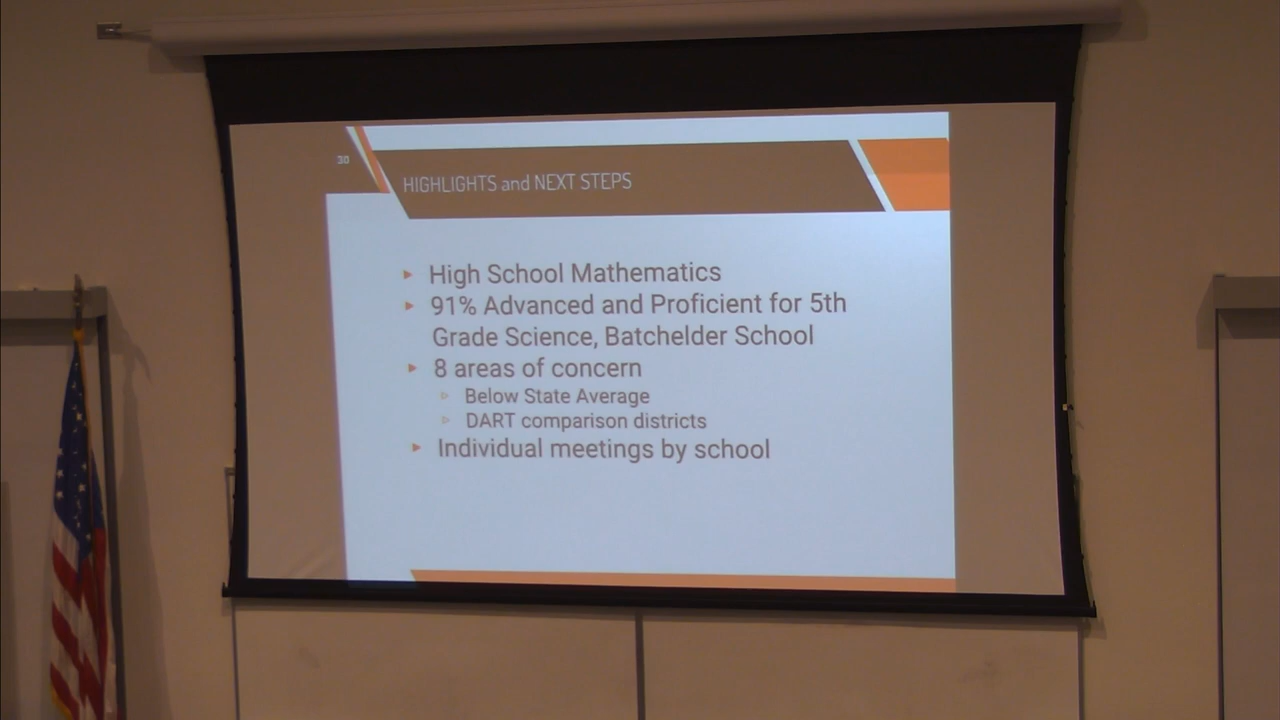 30
HIGHLIGHTS and NEXT STEPS
High School Mathematics
91% Advanced and Proficient for 5th
Grade Science, Batchelder School
8 areas of concern
Below State Average
DART comparison districts
Individual meetings by school